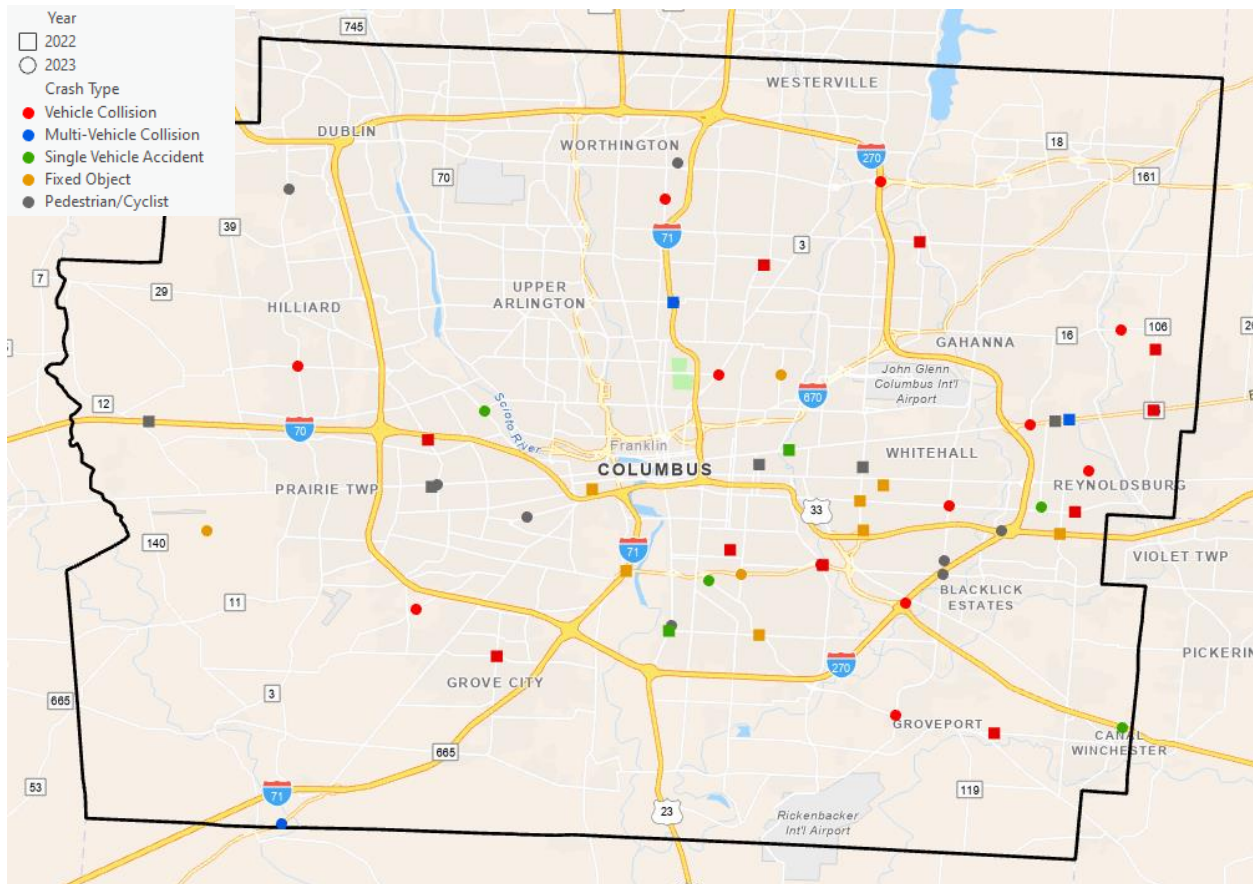 Year
2022
2023
Crash Type
Vehicle Collision
Multi-Vehicle Collision
Single Vehicle Accident
Fixed Object
Pedestrian/Cyclist
745
WESTERVILLE
DUBLIN
WORTHINGTON
18
270
70
161
39
71
3
7
29
UPPER
ARLINGTON
HILLIARD
16
106
GAHANNA
John Glenn
Columbus Int'l
Airport
670
12
Scioto River
70
Franklin
WHITEHALL
COLUMBUS
PRAIRIE TWP
REYNOLDSBURG
33
140
71
VIOLET TWP
BLACKLICK
ESTATES
11
PICKERIN
270
GROVE CITY
3
665
GROVEPORT
CANAL
WINCHESTER
665
53
71
119
23
Rickenbacker
Int'l Airport